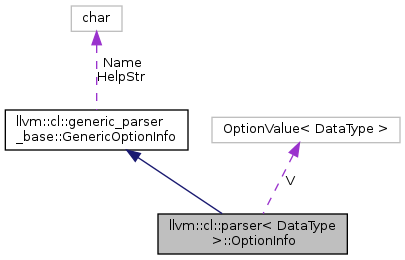 char
Name
HelpStr
llvm::cl::generic_parser
_base::GenericOptionInfo
OptionValue< DataType >
V
llvm::cl::parser< DataType
>::OptionInfo